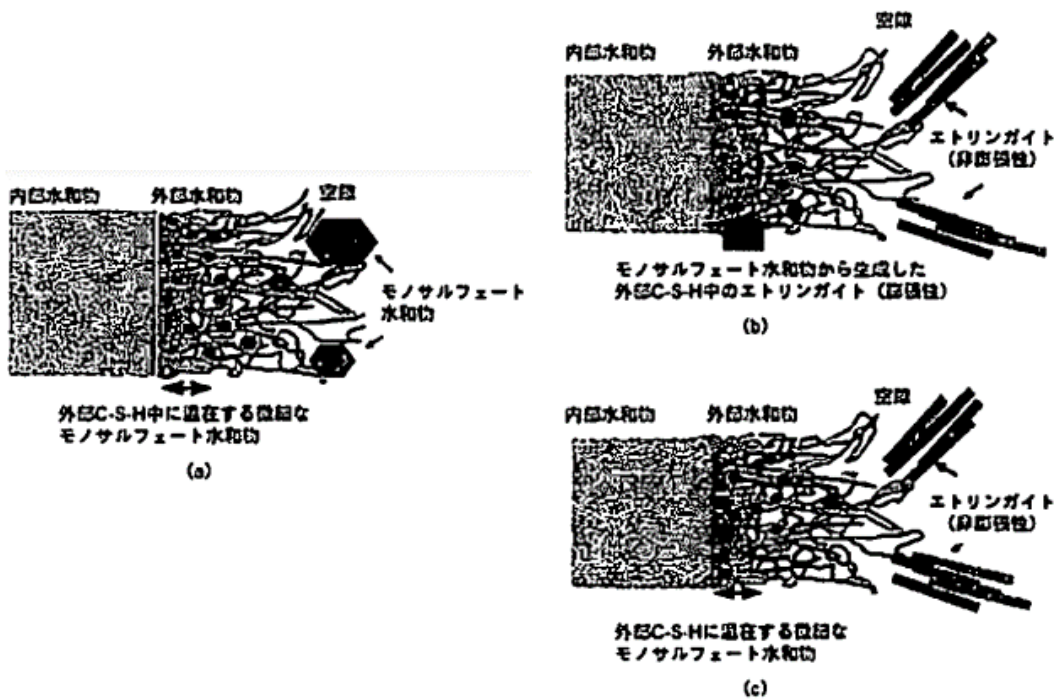 内部水和物
外部水和物
空隙
モノサルフェート
水和物
外部C-S-H中に混在する微細な
モノサルフェート水和物
(a)
空隙
内部水和物
外部水和物
エトリンガイト
(非膨張性)
モノサルフェート水和物から生成した
外部C-S-H中のエトリンガイト (膨張性)
(b)
空隙
内部水和物
外部水和物
エトリンガイト
(非膨張性)
外部C-S-Hに混在する微細な
モノサルフェート水和物
(c)